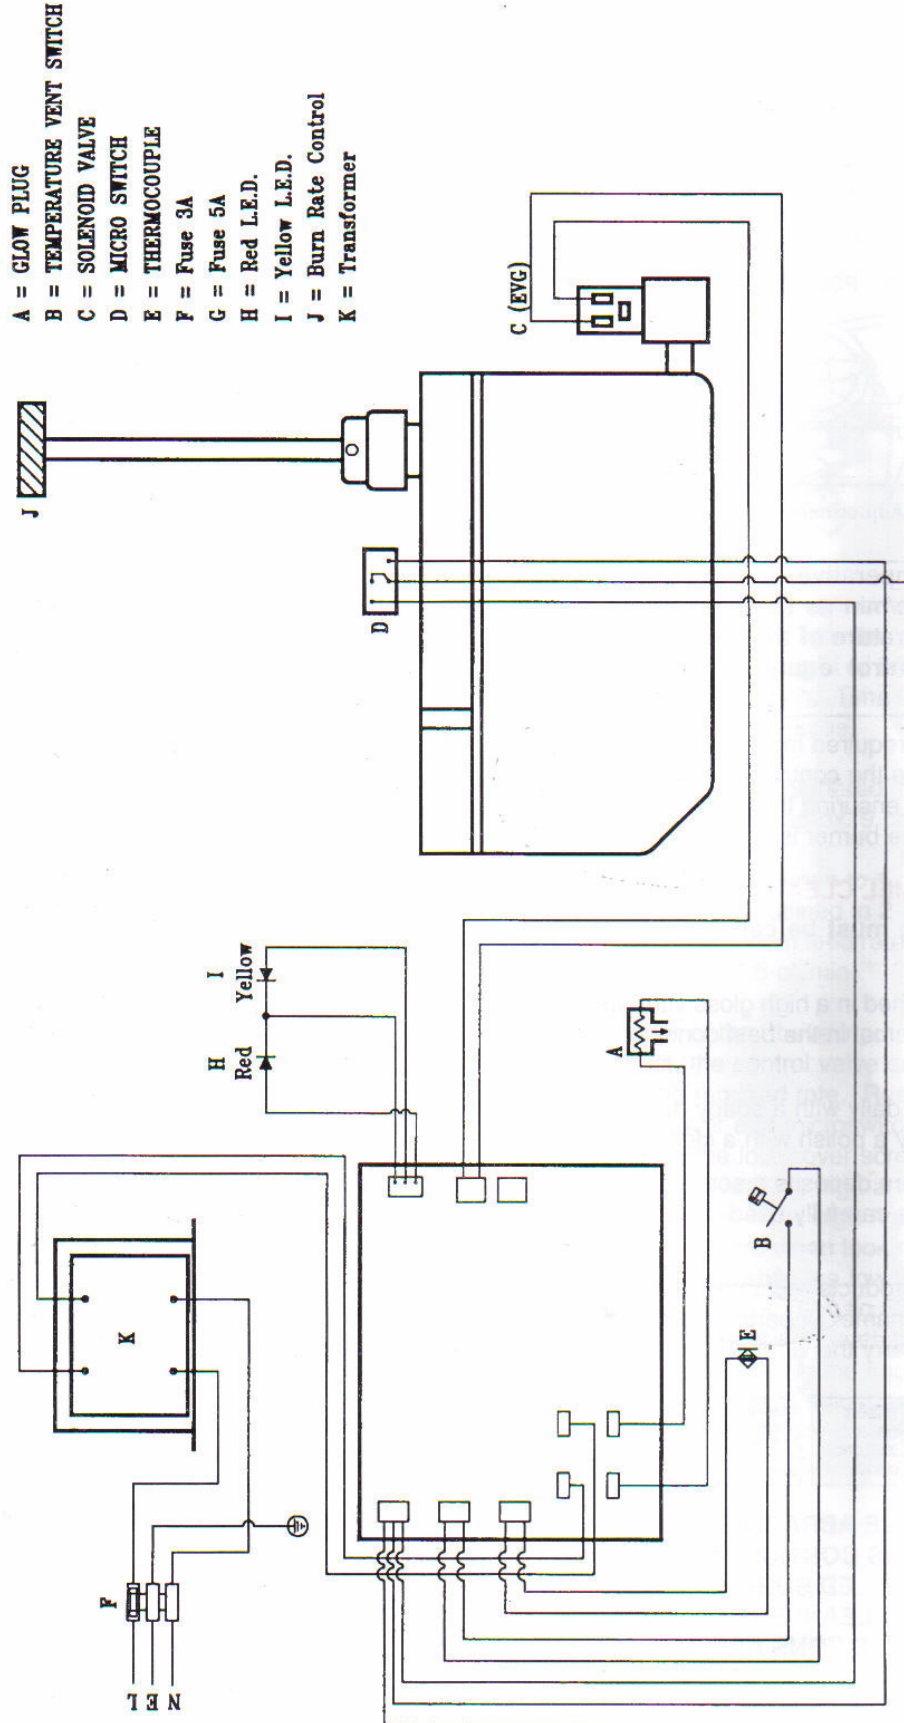 A = GLOW PLUG
B = TEMPERATURE VENT SWITCH
C = SOLENOID VALVE
D = MICRO SWITCH
E = THERMOCOUPLE
F = Fuse 3A
G = Fuse 5A
H = Red L.E.D.
I = Yellow L.E.D.
J = Burn Rate Control
K = Transformer
J
C (EVG)
D
I
Yellow
H
Red
A
K
B
E
F
L
E
N